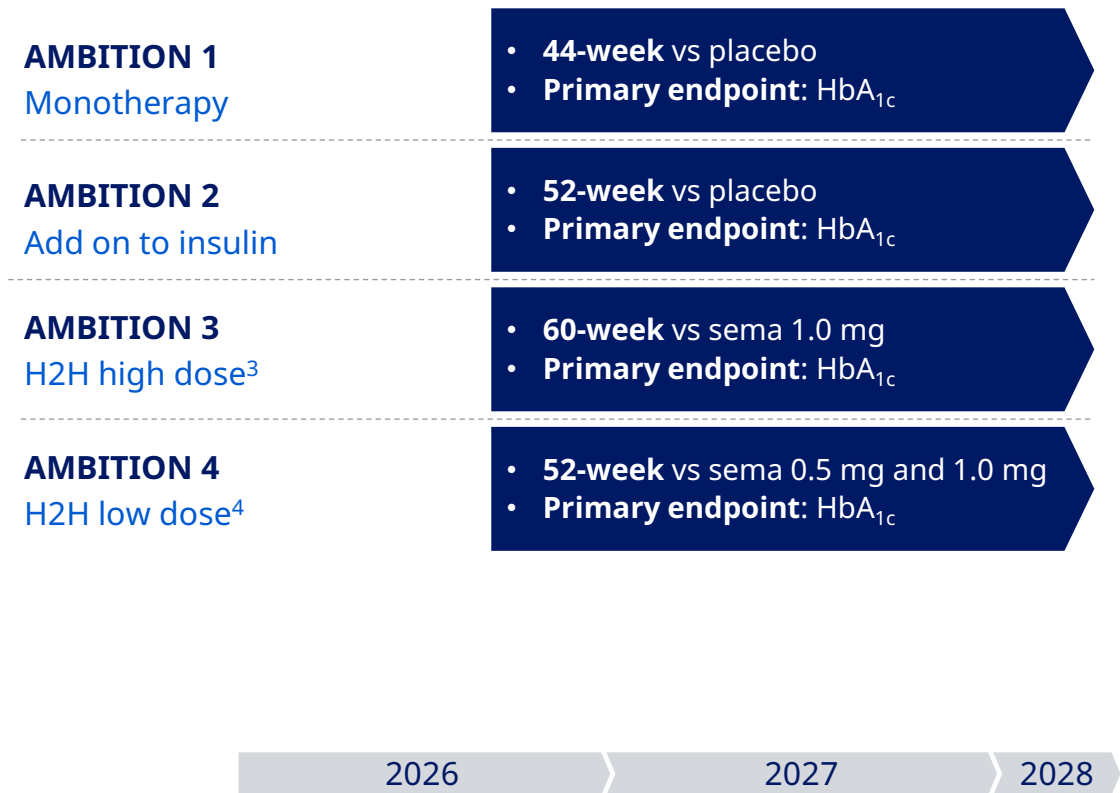 AMBITION 1
Monotherapy
• 44-week vs placebo
• Primary endpoint: HbA1c
AMBITION 2
Add on to insulin
• 52-week vs placebo
• Primary endpoint: HbA1c
AMBITION 3
H2H high dose3
• 60-week vs sema 1.0 mg
• Primary endpoint: HbA1c
AMBITION 4
H2H low dose4
• 52-week vs sema 0.5 mg and 1.0 mg
• Primary endpoint: HbA1c
2026 2027 2028